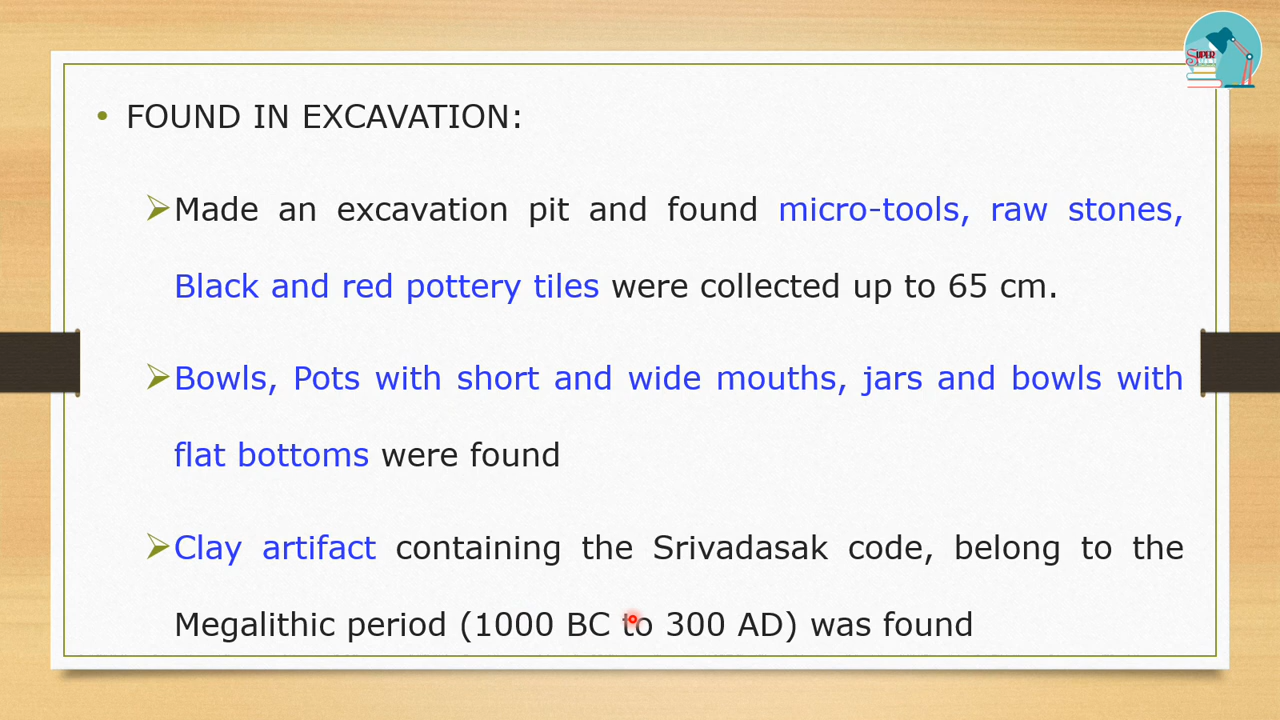 • FOUND IN EXCAVATION:
➢Made an excavation pit and found micro-tools, raw stones,
Black and red pottery tiles were collected up to 65 cm.
➢Bowls, Pots with short and wide mouths, jars and bowls with
flat bottoms were found
➢Clay artifact containing the Srivadasak code, belong to the
Megalithic period (1000 BC to 300 AD) was found
SUPER